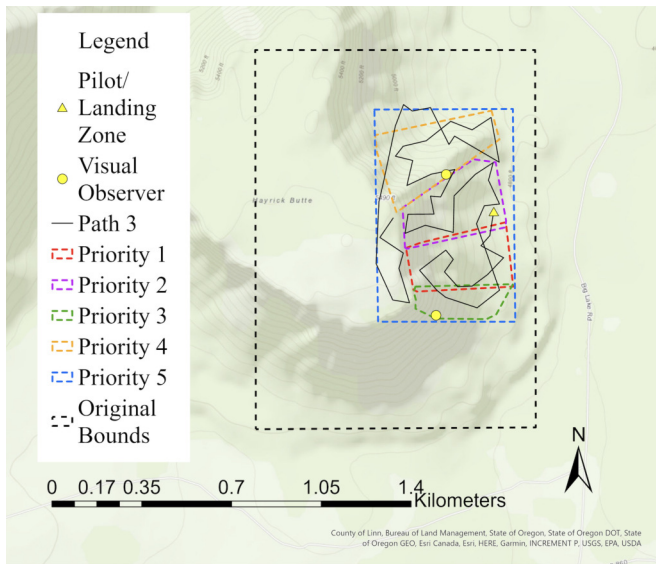 Legend
Pilot/
Landing
Zone
Visual
Observer
Path 3
Priority 1
Priority 2
Priority 3
Priority 4
Priority 5
Original
Bounds
Hayrick Butte
BIG LAKE RD
N
0 0.17 0.35 0.7 1.05 1.4
Kilometers
County of Linn, Bureau of Land Management, State of Oregon, State of Oregon DOT, State
of Oregon GEO, Esri Canada, Esri, HERE, Garmin, INCREMENT P, USGS, EPA, USDA